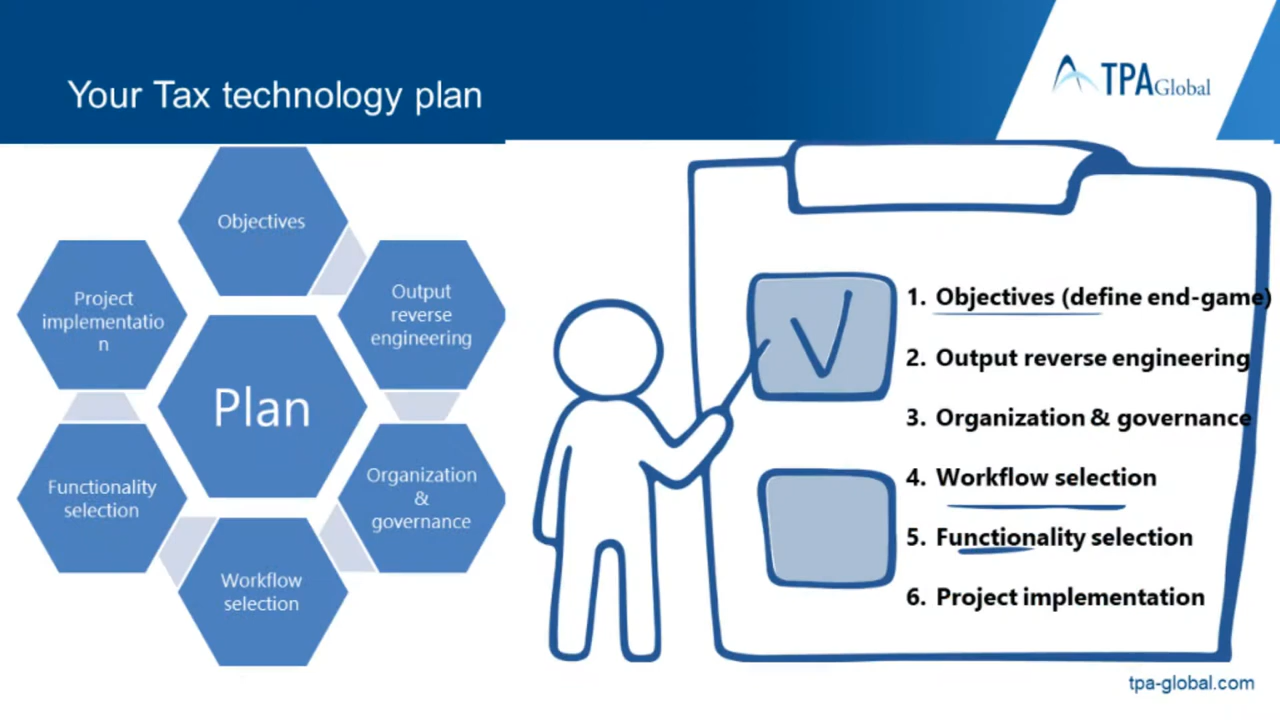 Your Tax technology plan
TPAGlobal
Objectives
Output
reverse
engineering
Organization
&
governance
Workflow
selection
Functionality
selection
Project
implementatio
n
Plan
1. Objectives (define end-game)
2. Output reverse engineering
3. Organization & governance
4. Workflow selection
5. Functionality selection
6. Project implementation
tpa-global.com